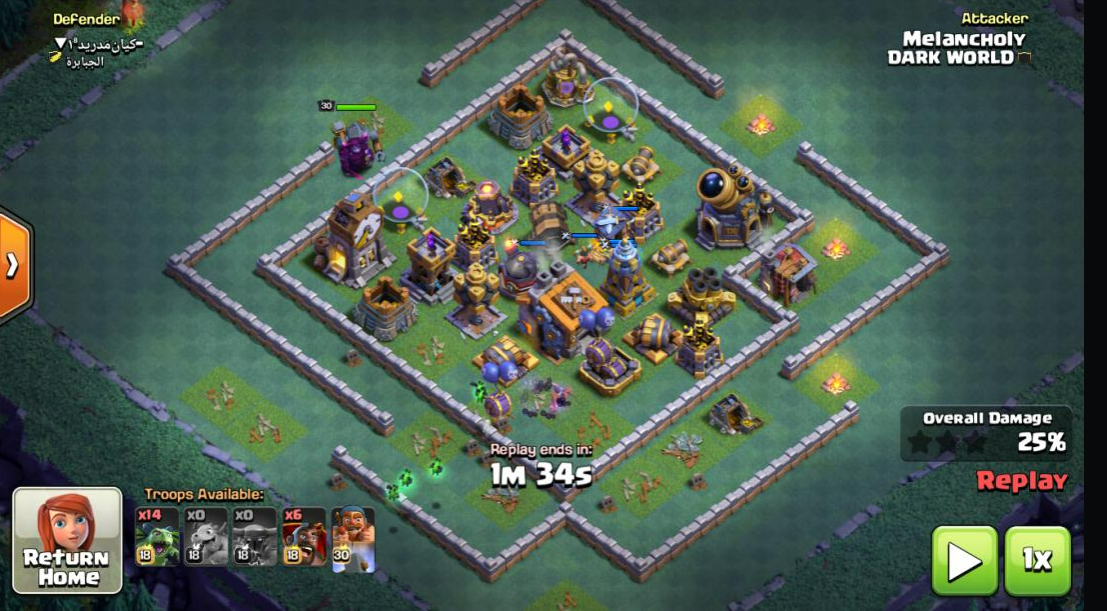 Defender
▼كيان مدريد¹⁸
الجبابرة
Attacker
Melancholy
DARK WORLD
30
Replay ends in:
1m 34s
Overall Damage
25%
Replay
Troops Available:
x14
x0
x0
x6
18
18
18
18
30
Return
Home
1x